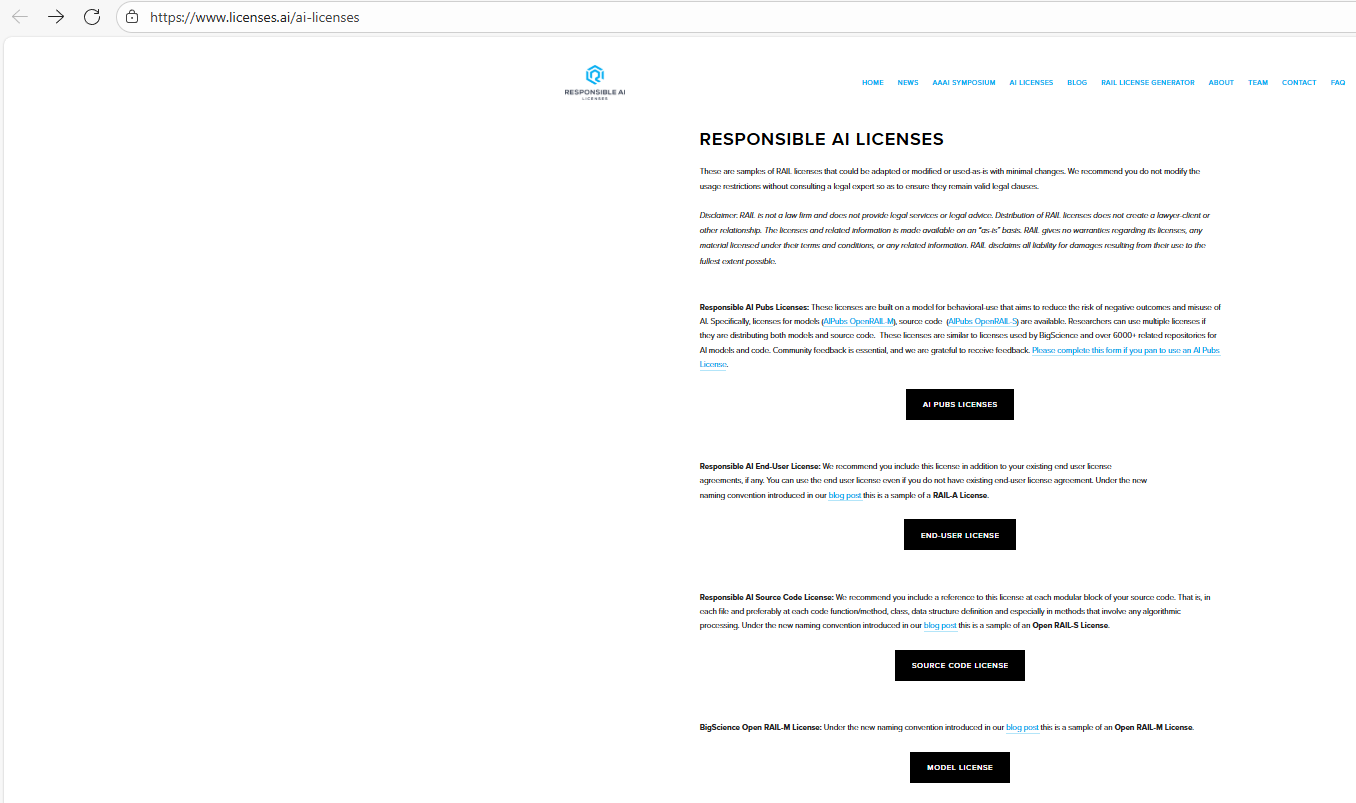 https://www.licenses.ai/ai-licenses
RESPONSIBLE AI
LICENSES
HOME NEWS AAAI SYMPOSIUM AI LICENSES BLOG RAIL LICENSE GENERATOR ABOUT TEAM CONTACT FAQ
RESPONSIBLE AI LICENSES
These are samples of RAIL licenses that could be adapted or modified or used-as-is with minimal changes. We recommend you do not modify the
usage restrictions without consulting a legal expert so as to ensure they remain valid legal clauses.
Disclaimer: RAIL is not a law firm and does not provide legal services or legal advice. Distribution of RAIL licenses does not create a lawyer-client or
other relationship. The licenses and related information is made available on an “as-is” basis. RAIL gives no warranties regarding its licenses, any
material licensed under their terms and conditions, or any related information. RAIL disclaims all liability for damages resulting from their use to the
fullest extent possible.
Responsible AI Pubs Licenses: These licenses are built on a model for behavioral-use that aims to reduce the risk of negative outcomes and misuse of
AI. Specifically, licenses for models (AIPubs OpenRAIL-M), source code (AIPubs OpenRAIL-S) are available. Researchers can use multiple licenses if
they are distributing both models and source code. These licenses are similar to licenses used by BigScience and over 6000+ related repositories for
AI models and code. Community feedback is essential, and we are grateful to receive feedback. Please complete this form if you pan to use an AI Pubs
License.
AI PUBS LICENSES
Responsible AI End-User License: We recommend you include this license in addition to your existing end user license
agreements, if any. You can use the end user license even if you do not have existing end-user license agreement. Under the new
naming convention introduced in our blog post this is a sample of a RAIL-A License.
END-USER LICENSE
Responsible AI Source Code License: We recommend you include a reference to this license at each modular block of your source code. That is, in
each file and preferably at each code function/method, class, data structure definition and especially in methods that involve any algorithmic
processing. Under the new naming convention introduced in our blog post this is a sample of an Open RAIL-S License.
SOURCE CODE LICENSE
BigScience Open RAIL-M License: Under the new naming convention introduced in our blog post this is a sample of an Open RAIL-M License.
MODEL LICENSE